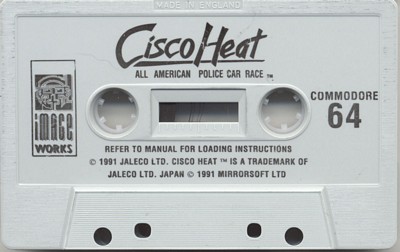 MADE IN ENGLAND
Cisco Heat
ALL AMERICAN POLICE CAR RACE ™
COMMODORE
64
image
WORKS
REFER TO MANUAL FOR LOADING INSTRUCTIONS
© 1991 JALECO LTD. CISCO HEAT ™ IS A TRADEMARK OF
JALECO LTD. JAPAN © 1991 MIRRORSOFT LTD